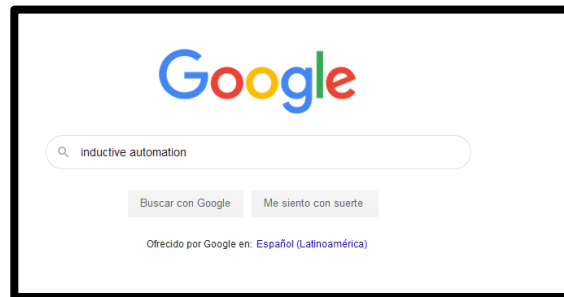 Google
inductive automation
Buscar con Google Me siento con suerte
Ofrecido por Google en: Español (Latinoamérica)